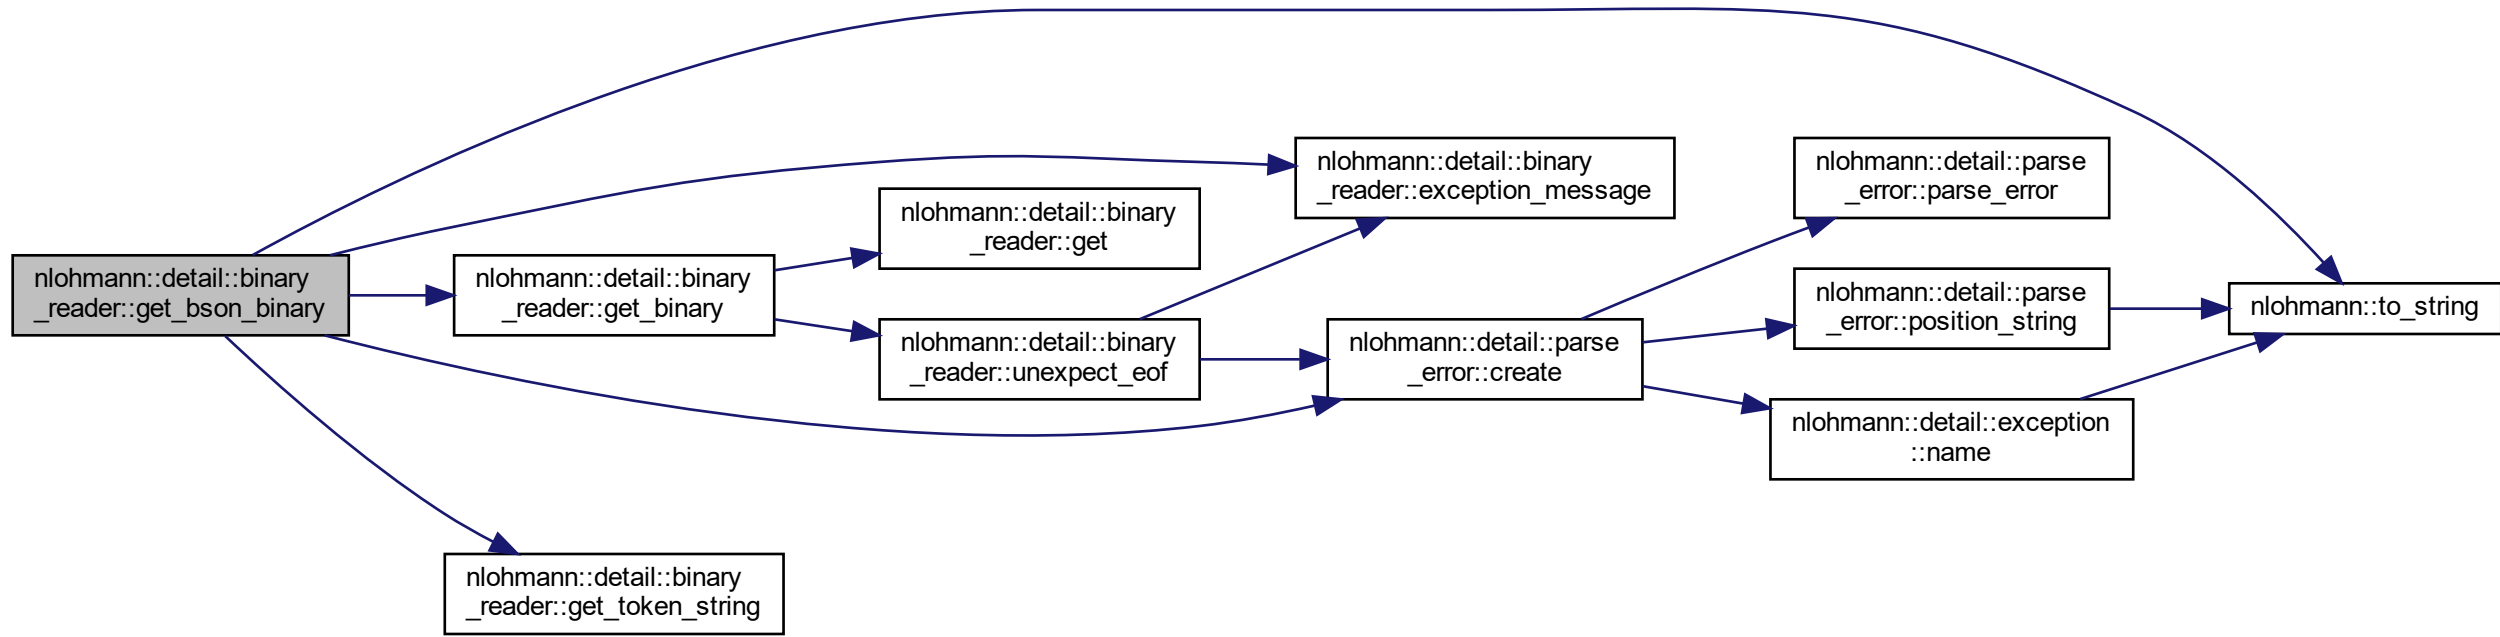 nlohmann::detail::binary
_reader::get_bson_binary
nlohmann::detail::binary
_reader::get_binary
nlohmann::detail::binary
_reader::get_token_string
nlohmann::detail::binary
_reader::get
nlohmann::detail::binary
_reader::unexpect_eof
nlohmann::detail::binary
_reader::exception_message
nlohmann::detail::parse
_error::create
nlohmann::detail::parse
_error::parse_error
nlohmann::detail::parse
_error::position_string
nlohmann::detail::exception
::name
nlohmann::to_string